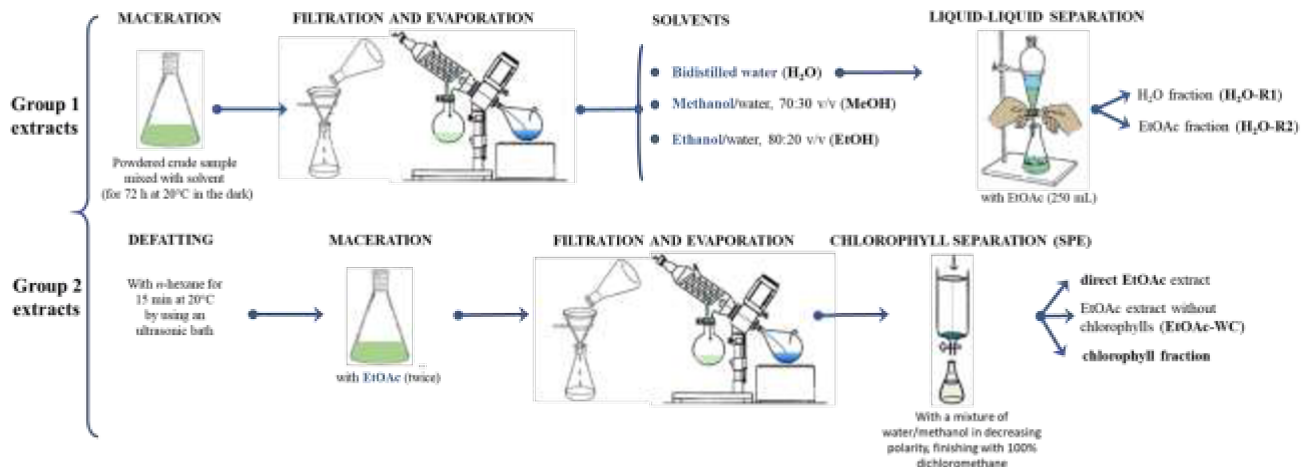 MACERATION
FILTRATION AND EVAPORATION
SOLVENTS
LIQUID-LIQUID SEPARATION
Group 1
extracts
Powdered crude sample
mixed with solvent
(for 72 h at 20°C in the dark)
• Bidistilled water (H₂O)
• Methanol/water, 70:30 v/v (MeOH)
• Ethanol/water, 80:20 v/v (EtOH)
with EtOAc (250 mL)
H₂O fraction (H₂O-R1)
EtOAc fraction (H₂O-R2)
Group 2
extracts
DEFATTING
MACERATION
FILTRATION AND EVAPORATION
CHLOROPHYLL SEPARATION (SPE)
With n-hexane for
15 min at 20°C
by using an
ultrasonic bath
with EtOAc (twice)
With a mixture of
water/methanol in decreasing
polarity, finishing with 100%
dichloromethane
direct EtOAc extract
EtOAc extract without
chlorophylls (EtOAc-WC)
chlorophyll fraction